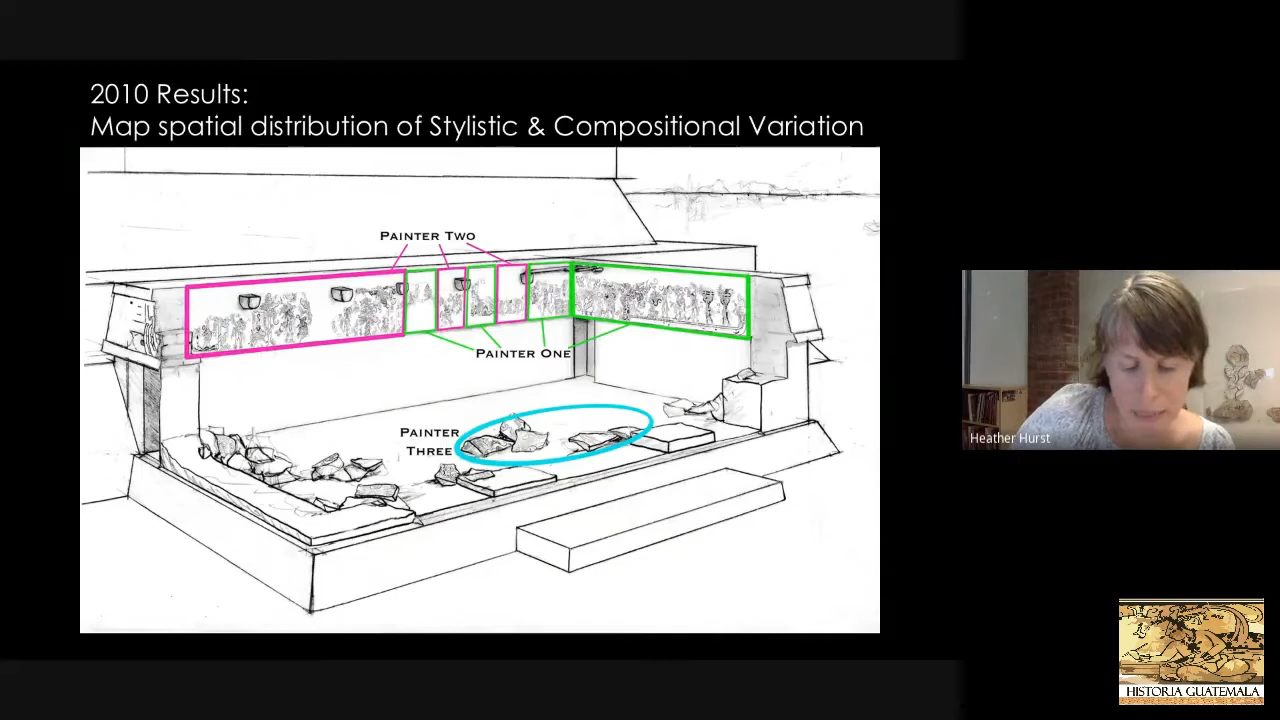 2010 Results:
Map spatial distribution of Stylistic & Compositional Variation
PAINTER TWO
PAINTER ONE
PAINTER
THREE
Heather Hurst
HISTORIA GUATEMALA